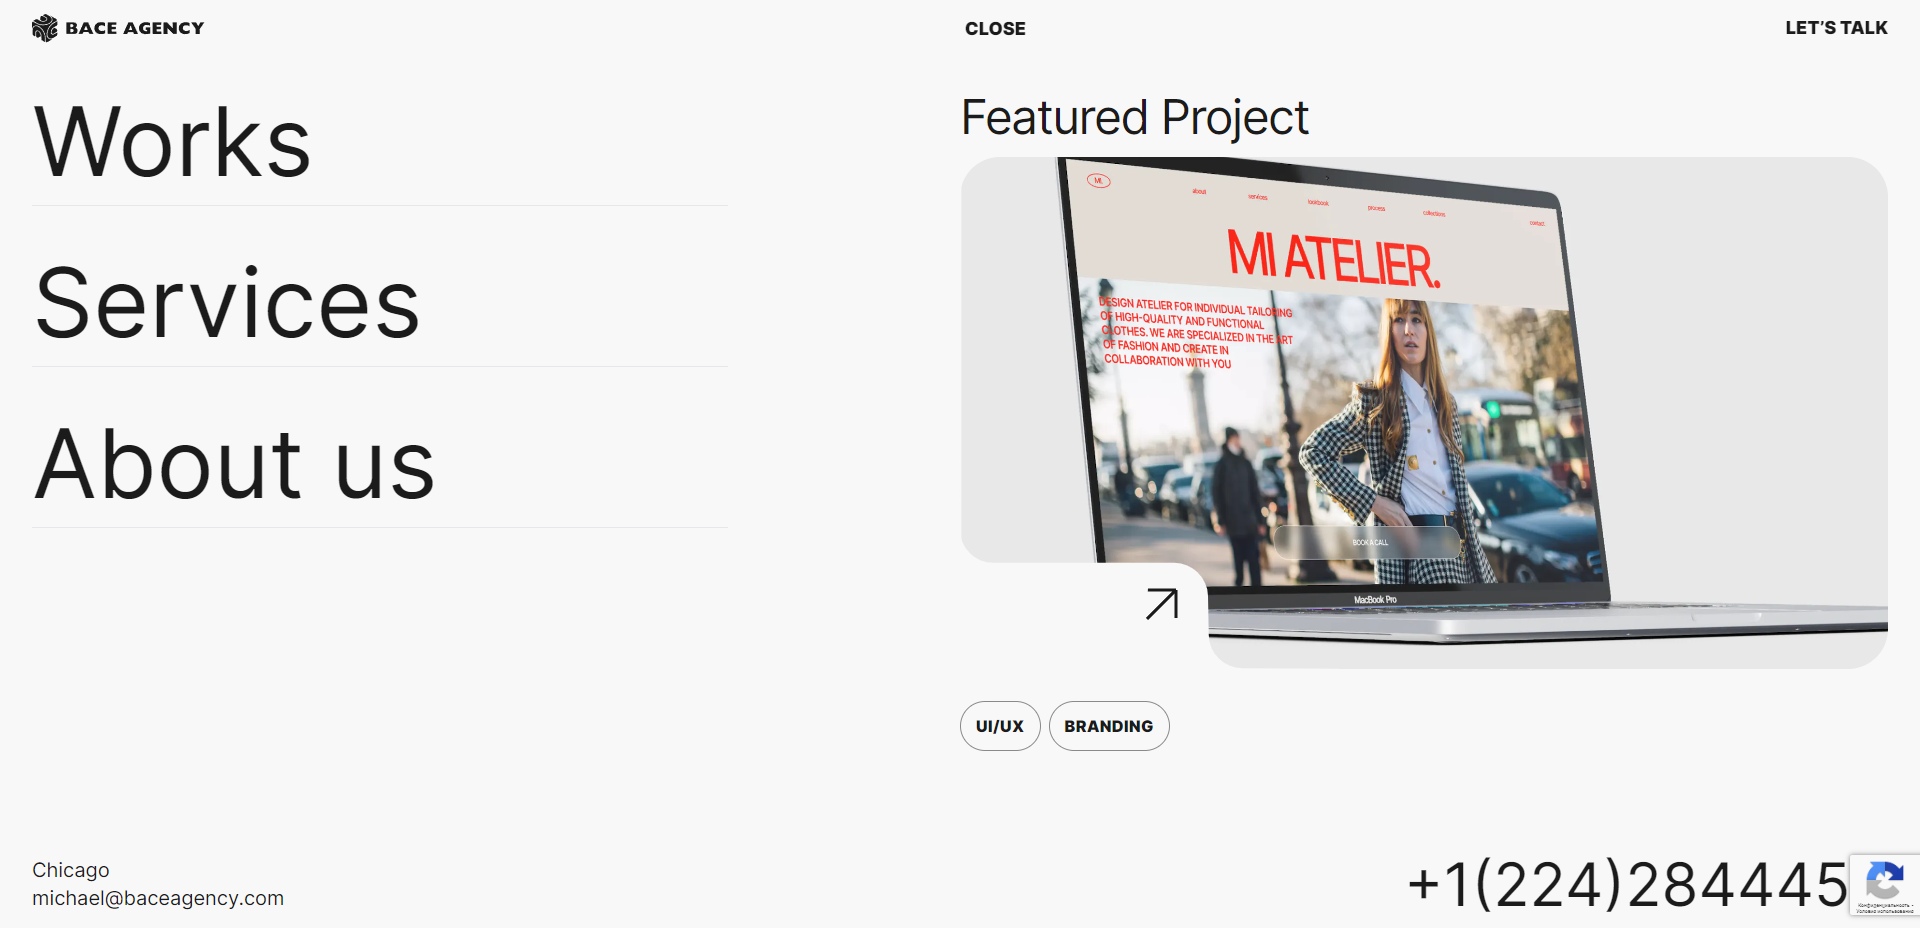 BACE AGENCY
CLOSE
LET'S TALK
Works
Services
About us
Featured Project
MI
about
services
lookbook
process
collections
contact
MI ATELIER.
DESIGN ATELIER FOR INDIVIDUAL TAILORING
OF HIGH-QUALITY AND FUNCTIONAL
CLOTHES. WE ARE SPECIALIZED IN THE ART
OF FASHION AND CREATE IN
COLLABORATION WITH YOU
BOOK A CALL
MacBook Pro
UI/UX
BRANDING
Chicago
michael@baceagency.com
+1(224)284445
Конфиденциальность -
Условия использования